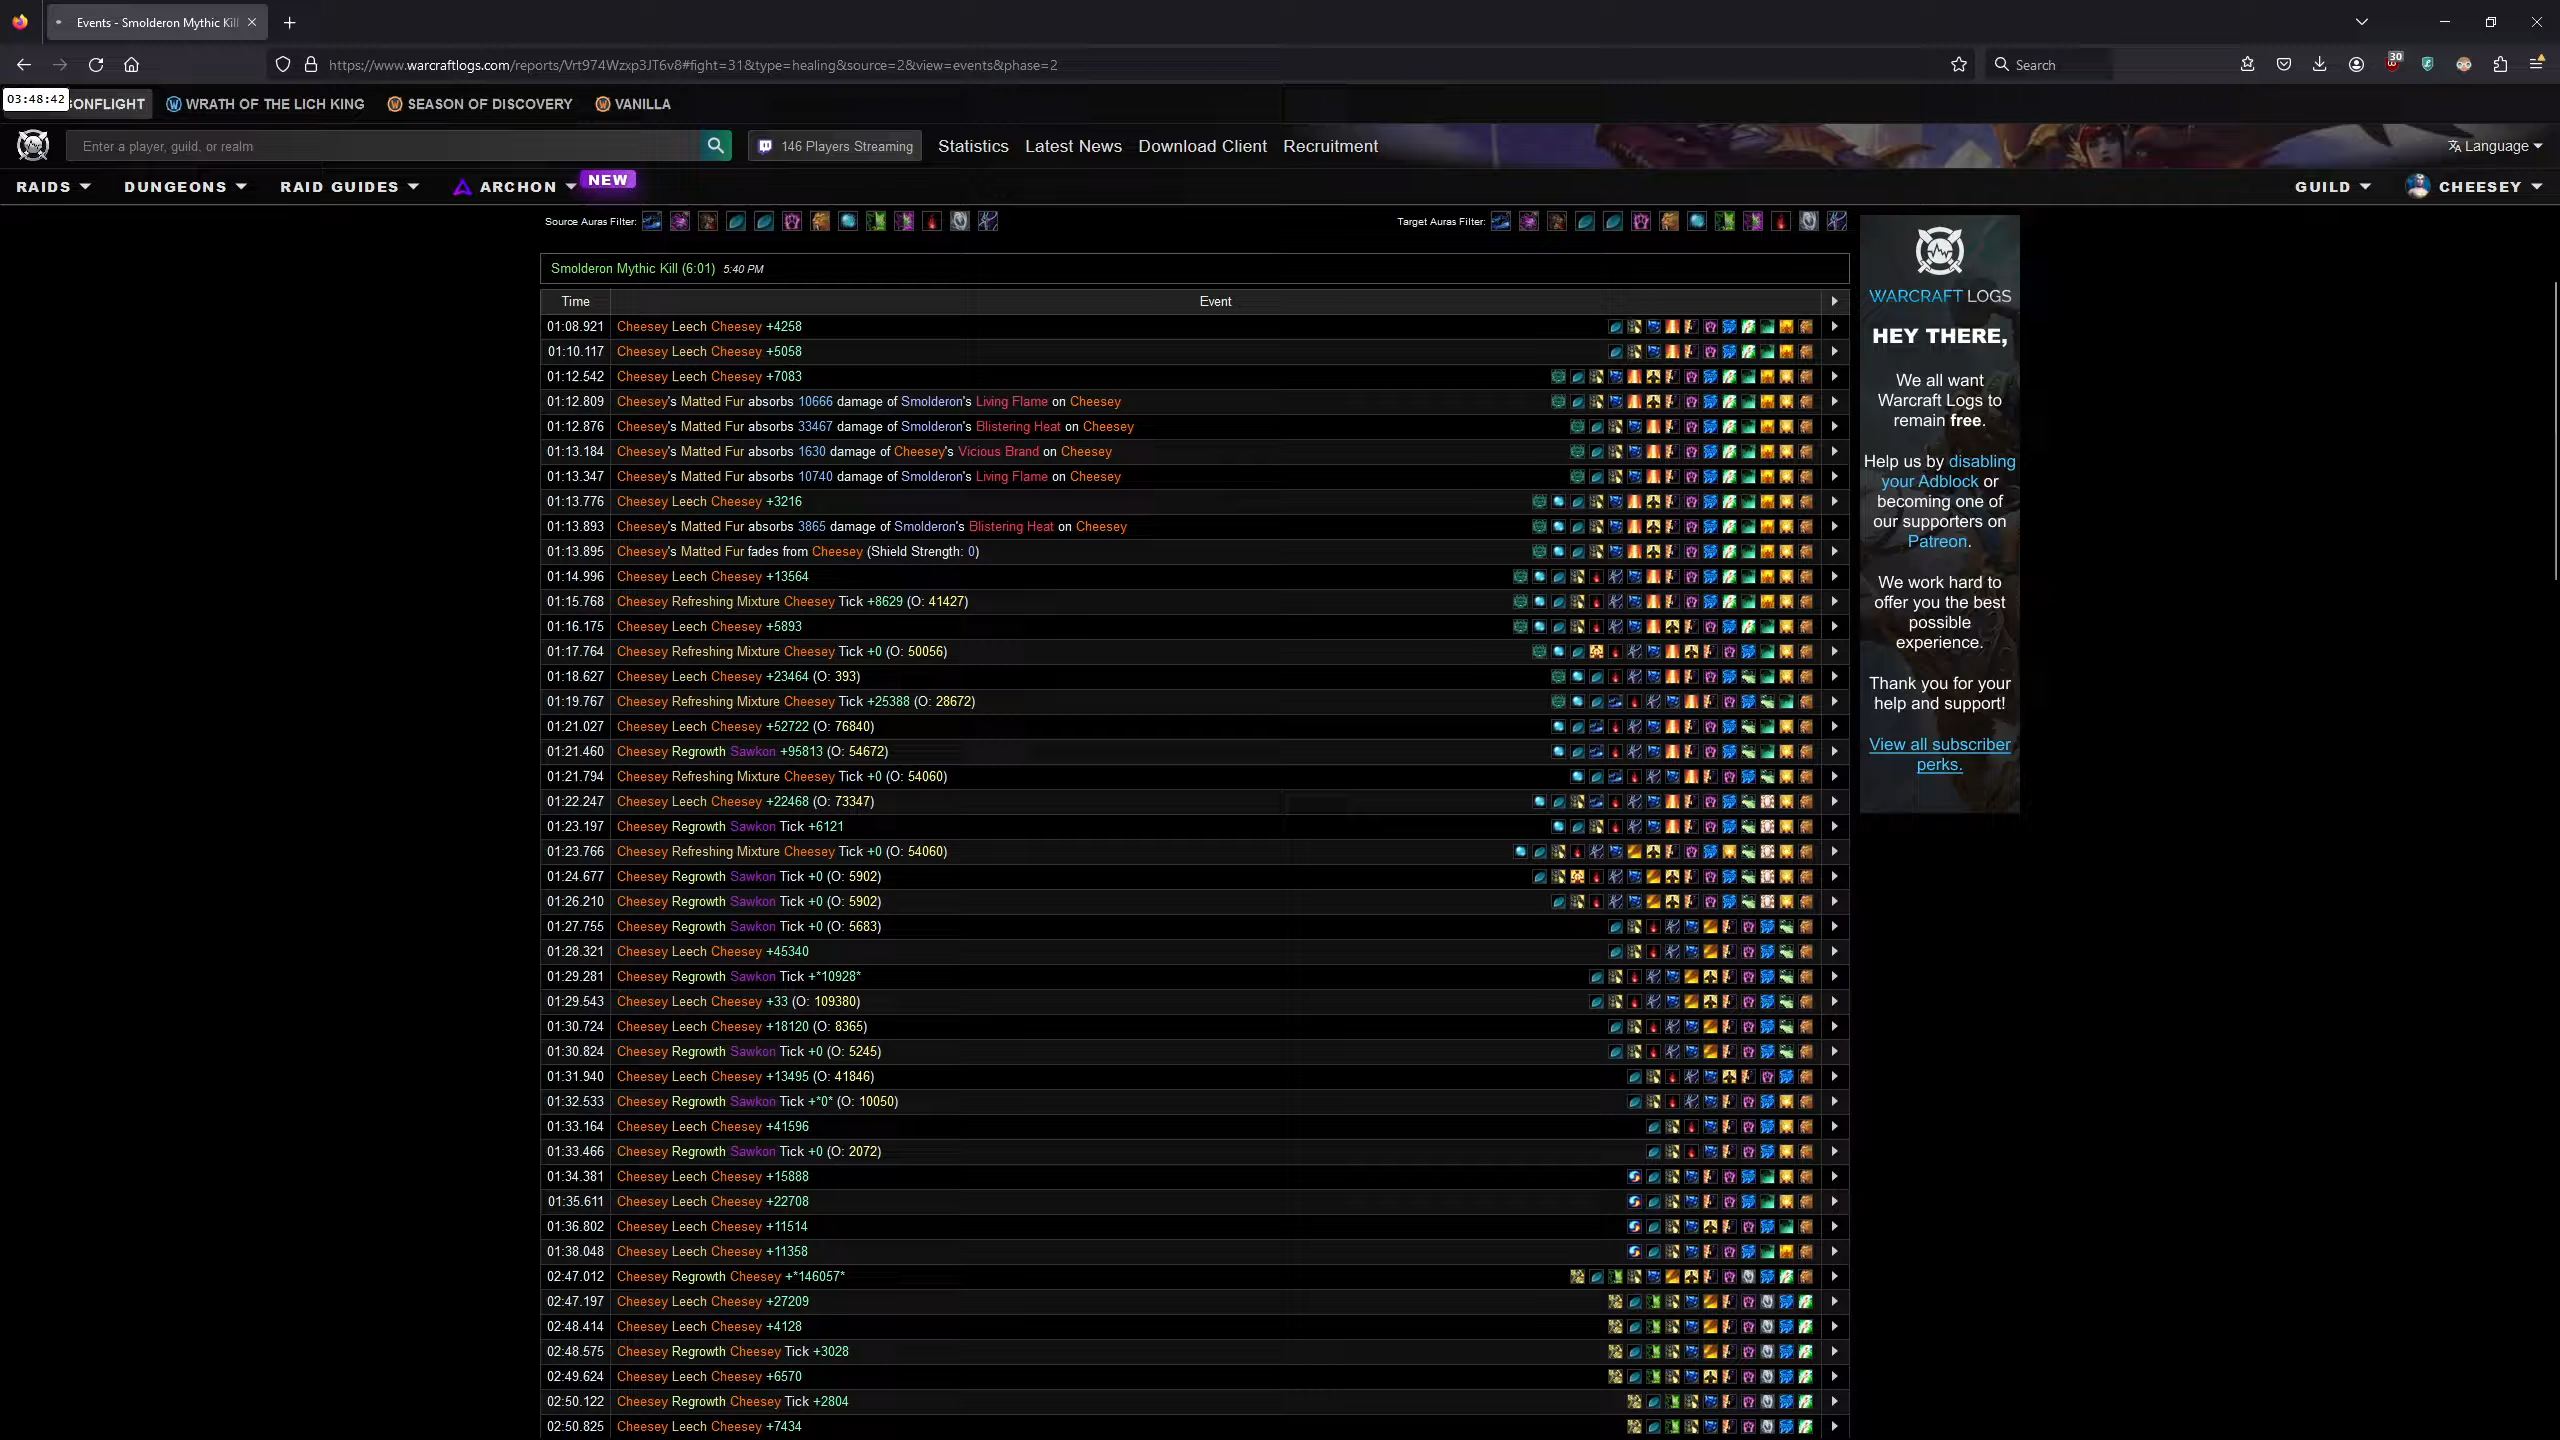 Events - Smolderon Mythic Kill
https://www.warcraftlogs.com/reports/Vrt974Wzxp3JT6v8#fight=31&type=healing&source=2&view=events&phase=2
Search
30
03:48:42
ONFLIGHT
WRATH OF THE LICH KING
SEASON OF DISCOVERY
VANILLA
Enter a player, guild, or realm
146 Players Streaming
Statistics
Latest News
Download Client
Recruitment
Language
RAIDS
DUNGEONS
RAID GUIDES
ARCHON
NEW
GUILD
CHEESEY
Source Auras Filter:
Target Auras Filter:
Smolderon Mythic Kill (6:01) 5:40 PM
Time Event
01:08.921 Cheesey Leech Cheesey +4258
01:10.117 Cheesey Leech Cheesey +5058
01:12.542 Cheesey Leech Cheesey +7083
01:12.809 Cheesey's Matted Fur absorbs 10666 damage of Smolderon's Living Flame on Cheesey
01:12.876 Cheesey's Matted Fur absorbs 33467 damage of Smolderon's Blistering Heat on Cheesey
01:13.184 Cheesey's Matted Fur absorbs 1630 damage of Cheesey's Vicious Brand on Cheesey
01:13.347 Cheesey's Matted Fur absorbs 10740 damage of Smolderon's Living Flame on Cheesey
01:13.776 Cheesey Leech Cheesey +3216
01:13.893 Cheesey's Matted Fur absorbs 3865 damage of Smolderon's Blistering Heat on Cheesey
01:13.895 Cheesey's Matted Fur fades from Cheesey (Shield Strength: 0)
01:14.996 Cheesey Leech Cheesey +13564
01:15.768 Cheesey Refreshing Mixture Cheesey Tick +8629 (O: 41427)
01:16.175 Cheesey Leech Cheesey +5893
01:17.764 Cheesey Refreshing Mixture Cheesey Tick +0 (O: 50056)
01:18.627 Cheesey Leech Cheesey +23464 (O: 393)
01:19.767 Cheesey Refreshing Mixture Cheesey Tick +25388 (O: 28672)
01:21.027 Cheesey Leech Cheesey +52722 (O: 76840)
01:21.460 Cheesey Regrowth Sawkon +95813 (O: 54672)
01:21.794 Cheesey Refreshing Mixture Cheesey Tick +0 (O: 54060)
01:22.247 Cheesey Leech Cheesey +22468 (O: 73347)
01:23.197 Cheesey Regrowth Sawkon Tick +6121
01:23.766 Cheesey Refreshing Mixture Cheesey Tick +0 (O: 54060)
01:24.677 Cheesey Regrowth Sawkon Tick +0 (O: 5902)
01:26.210 Cheesey Regrowth Sawkon Tick +0 (O: 5902)
01:27.755 Cheesey Regrowth Sawkon Tick +0 (O: 5683)
01:28.321 Cheesey Leech Cheesey +45340
01:29.281 Cheesey Regrowth Sawkon Tick +*10928*
01:29.543 Cheesey Leech Cheesey +33 (O: 109380)
01:30.724 Cheesey Leech Cheesey +18120 (O: 8365)
01:30.824 Cheesey Regrowth Sawkon Tick +0 (O: 5245)
01:31.940 Cheesey Leech Cheesey +13495 (O: 41846)
01:32.533 Cheesey Regrowth Sawkon Tick +*0* (O: 10050)
01:33.164 Cheesey Leech Cheesey +41596
01:33.466 Cheesey Regrowth Sawkon Tick +0 (O: 2072)
01:34.381 Cheesey Leech Cheesey +15888
01:35.611 Cheesey Leech Cheesey +22708
01:36.802 Cheesey Leech Cheesey +11514
01:38.048 Cheesey Leech Cheesey +11358
02:47.012 Cheesey Regrowth Cheesey +*146057*
02:47.197 Cheesey Leech Cheesey +27209
02:48.414 Cheesey Leech Cheesey +4128
02:48.575 Cheesey Regrowth Cheesey Tick +3028
02:49.624 Cheesey Leech Cheesey +6570
02:50.122 Cheesey Regrowth Cheesey Tick +2804
02:50.825 Cheesey Leech Cheesey +7434
WARCRAFT LOGS
HEY THERE,
We all want
Warcraft Logs to
remain free.
Help us by disabling
your Adblock or
becoming one of
our supporters on
Patreon.
We work hard to
offer you the best
possible
experience.
Thank you for your
help and support!
View all subscriber
perks.